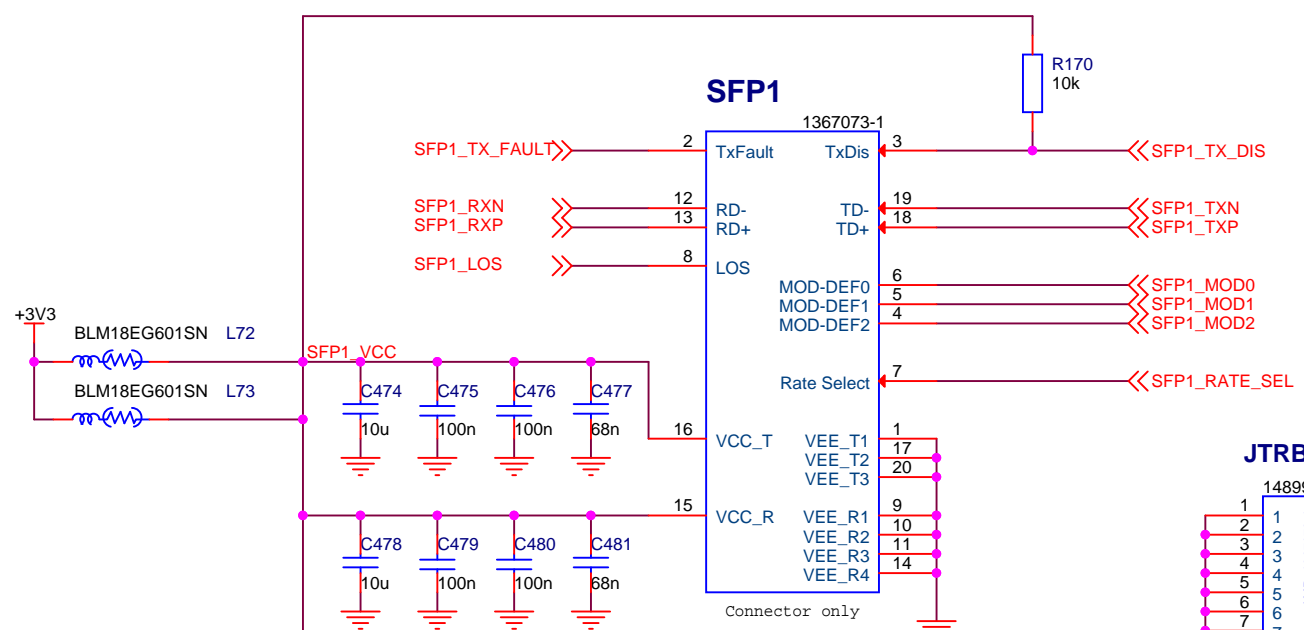 R170
10k
SFP1
1367073-1
SFP1_TX_FAULT 2 TxFault TxDis 3 SFP1_TX_DIS
SFP1_RXN 12 RD- TD- 19 SFP1_TXN
SFP1_RXP 13 RD+ TD+ 18 SFP1_TXP
SFP1_LOS 8 LOS
MOD-DEF0 6 SFP1_MOD0
MOD-DEF1 5 SFP1_MOD1
MOD-DEF2 4 SFP1_MOD2
+3V3
BLM18EG601SN L72
SFP1_VCC
BLM18EG601SN L73
Rate Select 7 SFP1_RATE_SEL
C474 C475 C476 C477
10u 100n 100n 68n
16 VCC_T VEE_T1 1
VEE_T2 17
VEE_T3 20
15 VCC_R VEE_R1 9
VEE_R2 10
VEE_R3 11
VEE_R4 14
C478 C479 C480 C481
10u 100n 100n 68n
Connector only
JTRB
1489
1 1
2 2
3 3
4 4
5 5
6 6
7 7